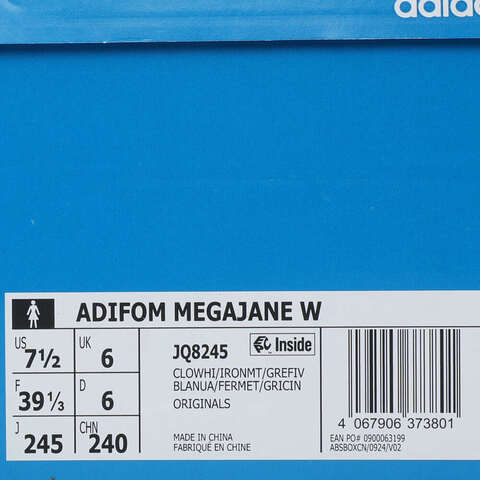 adidas
ADIFOM MEGAJANE W
US 7½ UK 6
F 39⅓ D 6
J 245 CHN 240
JQ8245 Inside
CLOWHI/IRONMT/GREFIV
BLANUA/FERMET/GRICIN
ORIGINALS
MADE IN CHINA
FABRIQUÉ EN CHINE
4 067906 373801
EAN PO# 0900063199
ABSBOXCN/0924/V02